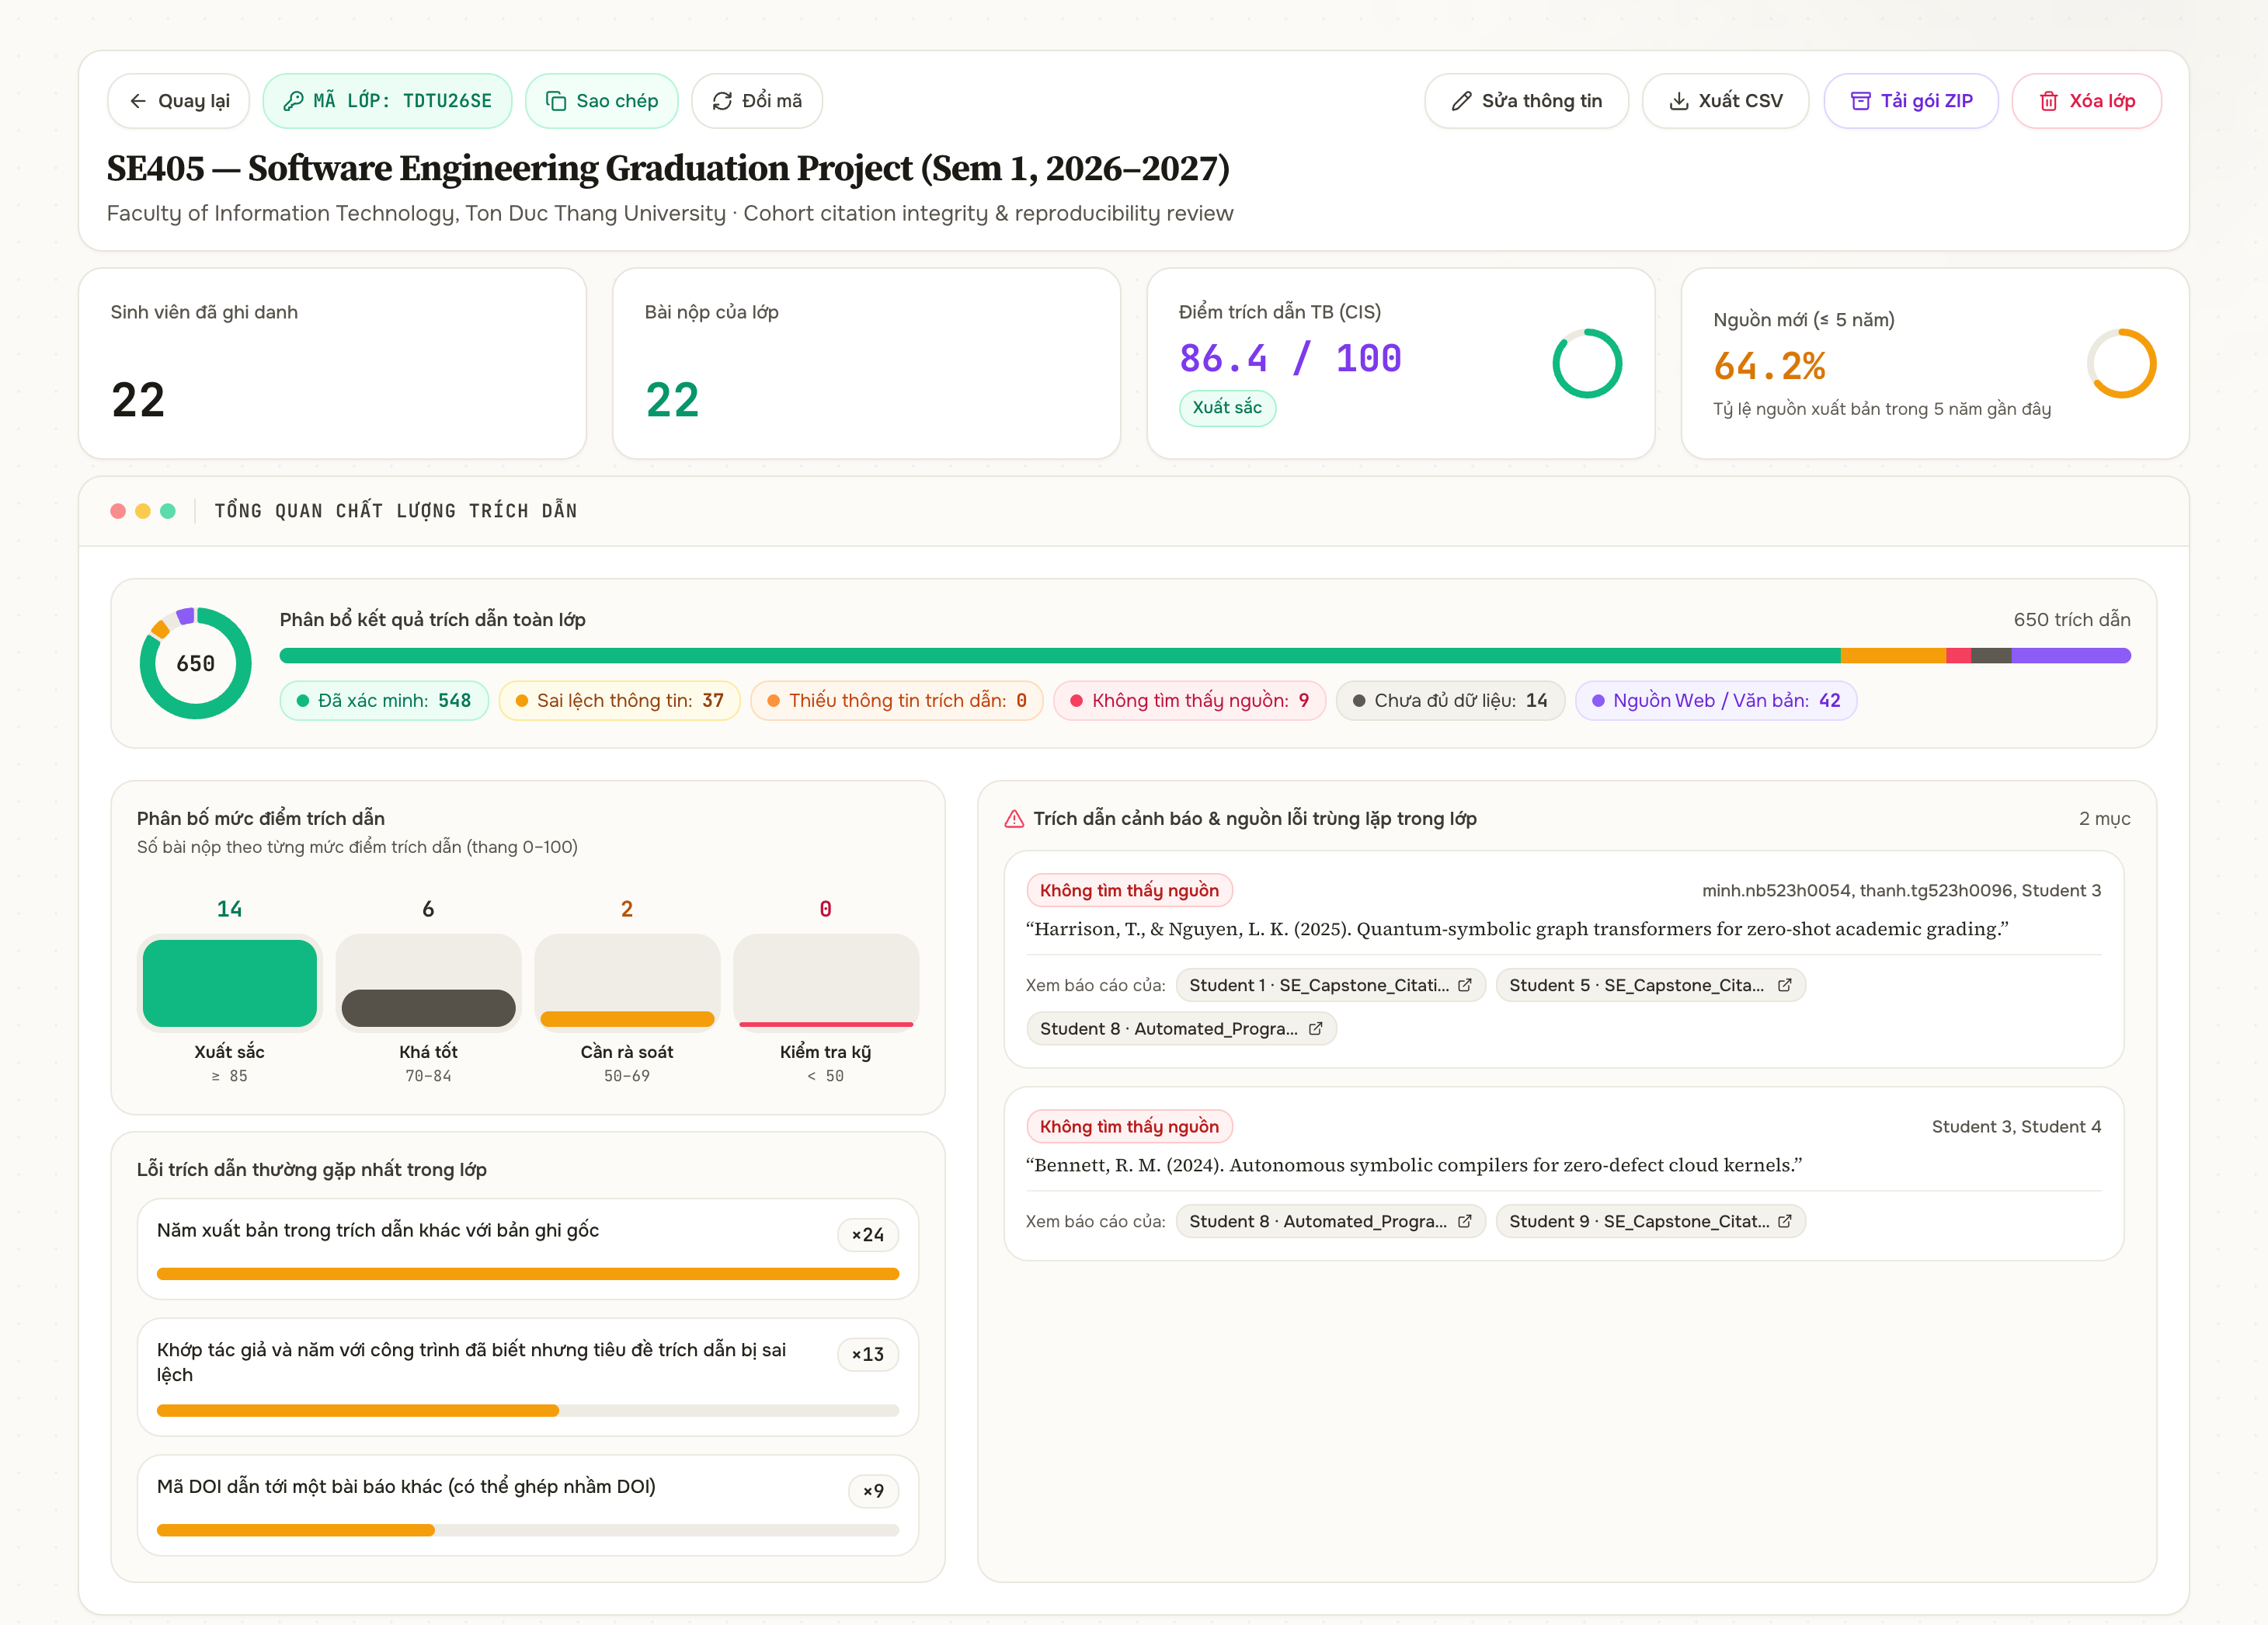 Quay lại
MÃ LỚP: TDTU26SE
Sao chép
Đổi mã
Sửa thông tin
Xuất CSV
Tải gói ZIP
Xóa lớp
SE405 — Software Engineering Graduation Project (Sem 1, 2026–2027)
Faculty of Information Technology, Ton Duc Thang University · Cohort citation integrity & reproducibility review
Sinh viên đã ghi danh
22
Bài nộp của lớp
22
Điểm trích dẫn TB (CIS)
86.4 / 100
Xuất sắc
Nguồn mới (≤ 5 năm)
64.2%
Tỷ lệ nguồn xuất bản trong 5 năm gần đây
TỔNG QUAN CHẤT LƯỢNG TRÍCH DẪN
650
Phân bổ kết quả trích dẫn toàn lớp
650 trích dẫn
Đã xác minh: 548
Sai lệch thông tin: 37
Thiếu thông tin trích dẫn: 0
Không tìm thấy nguồn: 9
Chưa đủ dữ liệu: 14
Nguồn Web / Văn bản: 42
Phân bố mức điểm trích dẫn
Số bài nộp theo từng mức điểm trích dẫn (thang 0–100)
14
6
2
0
Xuất sắc
Khá tốt
Cần rà soát
Kiểm tra kỹ
≥ 85
70–84
50–69
< 50
Lỗi trích dẫn thường gặp nhất trong lớp
Năm xuất bản trong trích dẫn khác với bản ghi gốc
×24
Khớp tác giả và năm với công trình đã biết nhưng tiêu đề trích dẫn bị sai
lệch
×13
Mã DOI dẫn tới một bài báo khác (có thể ghép nhầm DOI)
×9
Trích dẫn cảnh báo & nguồn lỗi trùng lặp trong lớp
2 mục
Không tìm thấy nguồn
minh.nb523h0054, thanh.tg523h0096, Student 3
“Harrison, T., & Nguyen, L. K. (2025). Quantum-symbolic graph transformers for zero-shot academic grading.”
Xem báo cáo của:
Student 1 · SE_Capstone_Citati...
Student 5 · SE_Capstone_Cita...
Student 8 · Automated_Progra...
Không tìm thấy nguồn
Student 3, Student 4
“Bennett, R. M. (2024). Autonomous symbolic compilers for zero-defect cloud kernels.”
Xem báo cáo của:
Student 8 · Automated_Progra...
Student 9 · SE_Capstone_Citat...